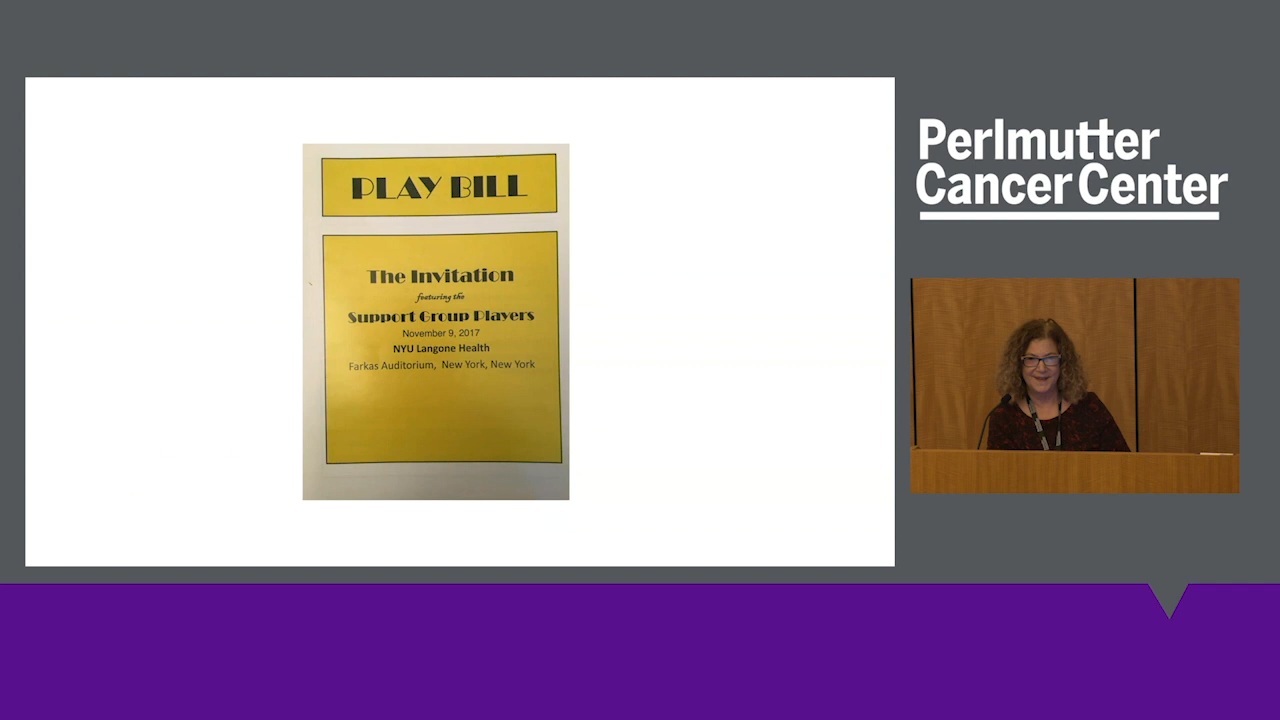 PLAY BILL
The Invitation
featuring the
Support Group Players
November 9, 2017
NYU Langone Health
Farkas Auditorium, New York, New York
Perlmutter
Cancer Center